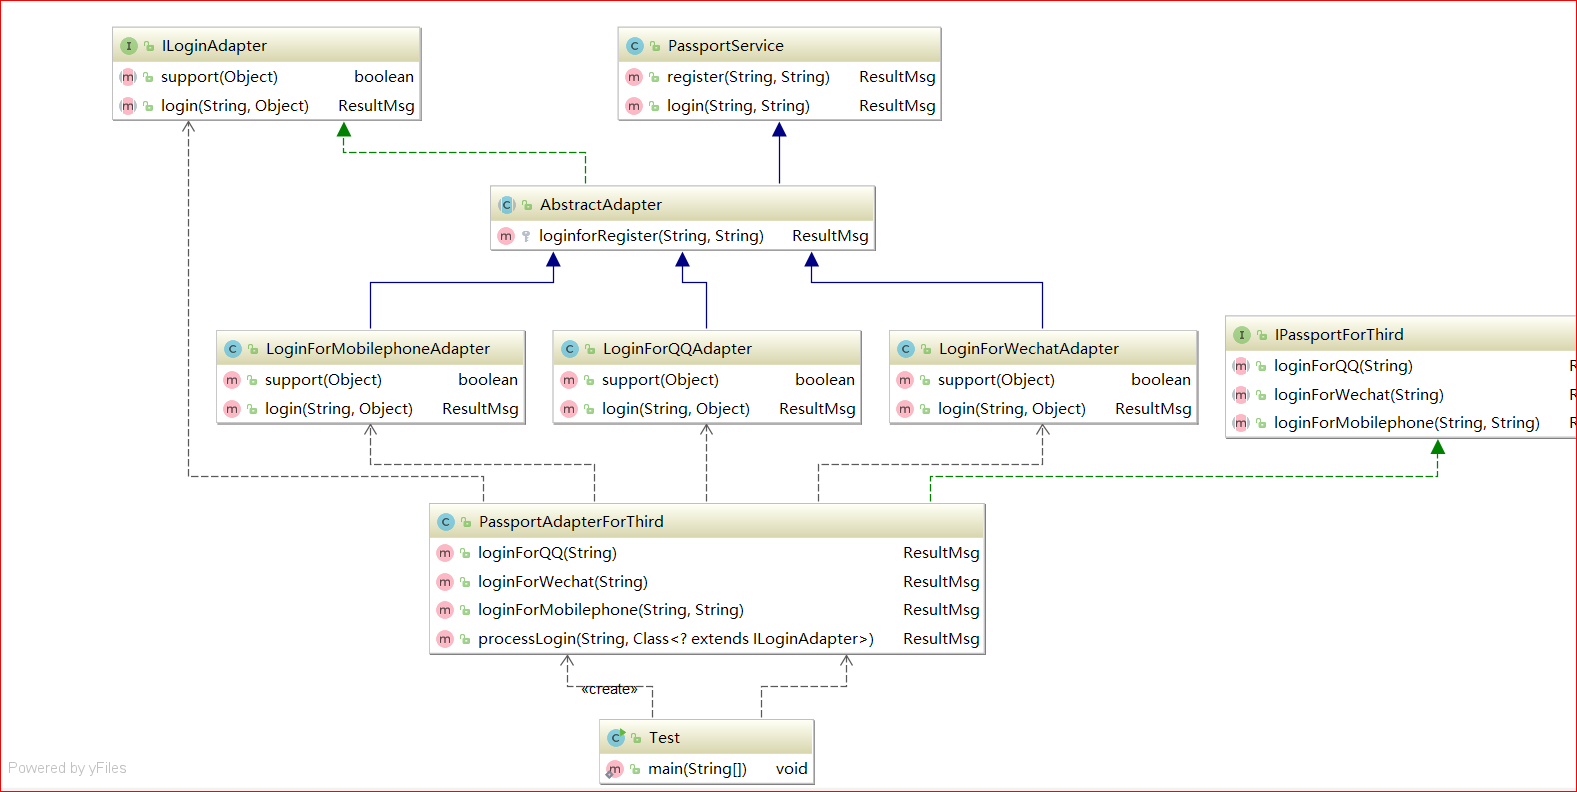 ILoginAdapter
support(Object) boolean
login(String, Object) ResultMsg
PassportService
register(String, String) ResultMsg
login(String, String) ResultMsg
AbstractAdapter
loginforRegister(String, String) ResultMsg
LoginForMobilephoneAdapter
support(Object) boolean
login(String, Object) ResultMsg
LoginForQQAdapter
support(Object) boolean
login(String, Object) ResultMsg
LoginForWechatAdapter
support(Object) boolean
login(String, Object) ResultMsg
IPassportForThird
loginForQQ(String)
loginForWechat(String)
loginForMobilephone(String, String)
PassportAdapterForThird
loginForQQ(String) ResultMsg
loginForWechat(String) ResultMsg
loginForMobilephone(String, String) ResultMsg
processLogin(String, Class<? extends ILoginAdapter>) ResultMsg
«create»
Test
main(String[]) void
Powered by yFiles